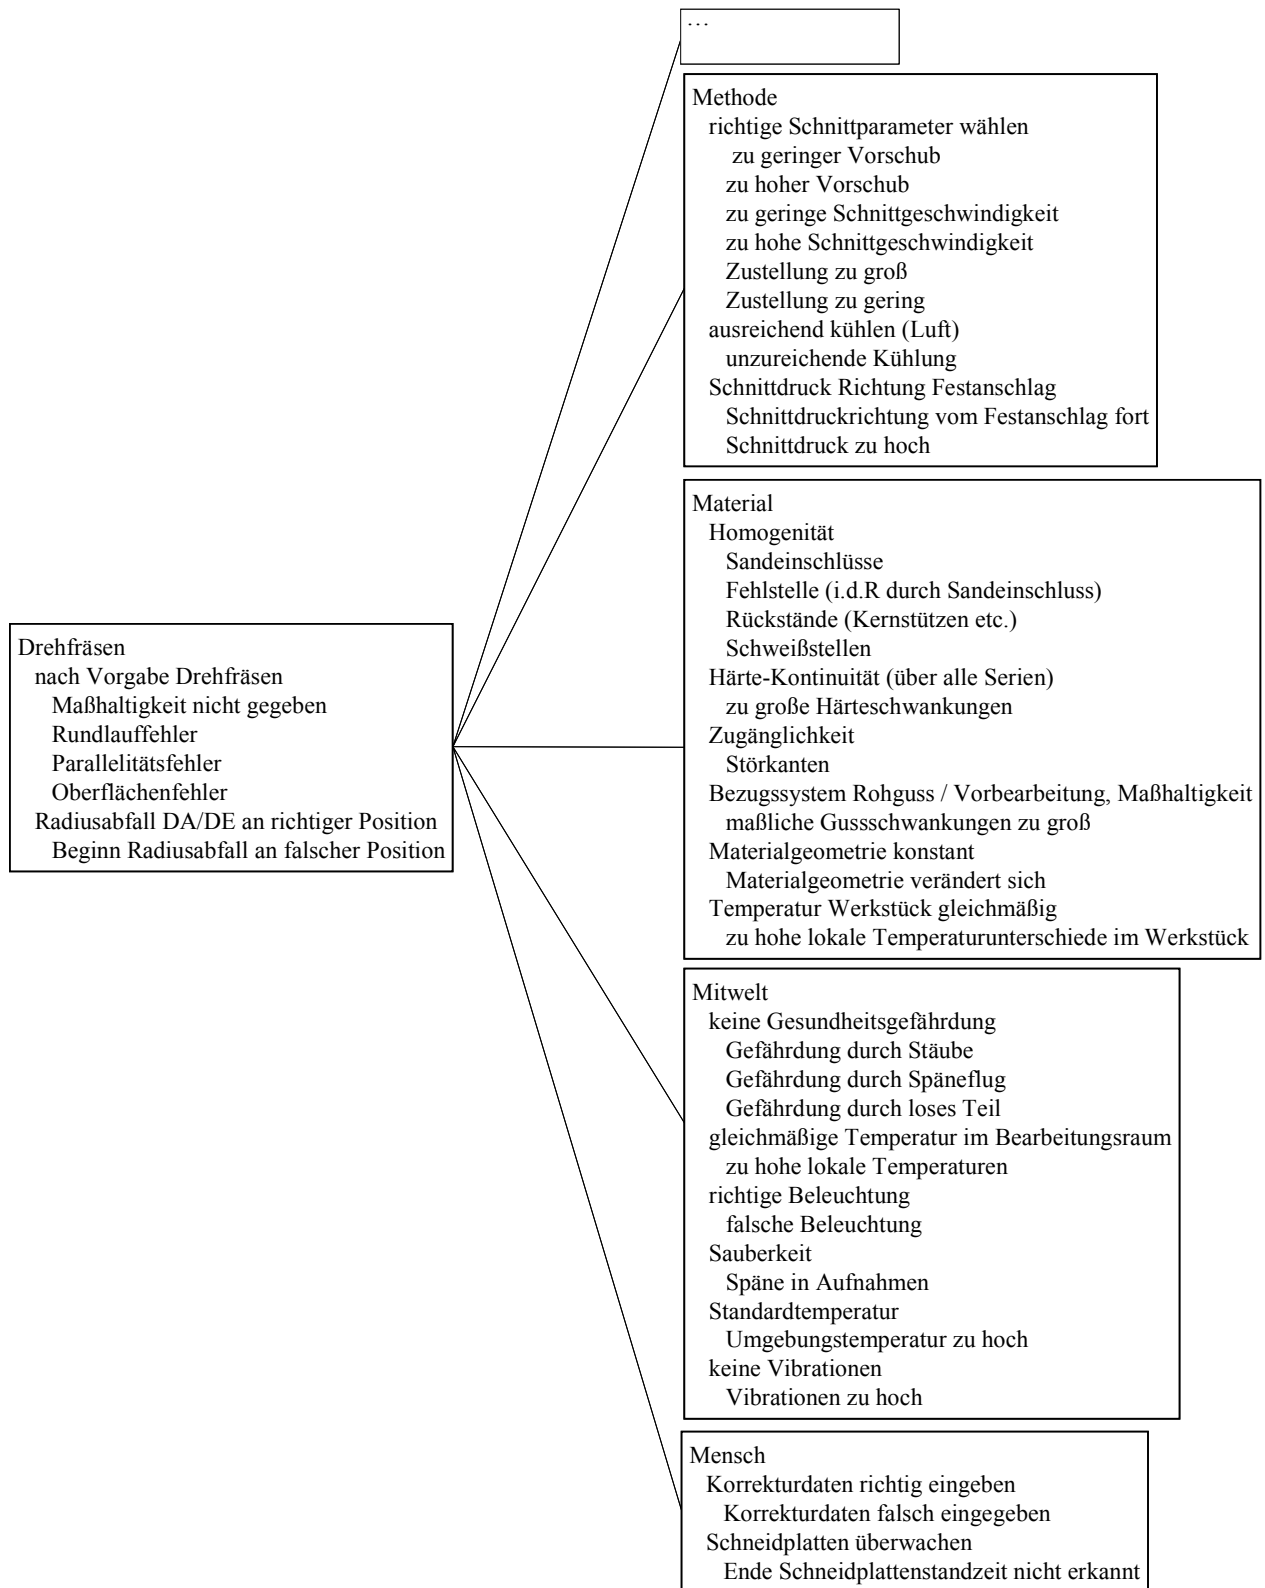 …
Methode
richtige Schnittparameter wählen
zu geringer Vorschub
zu hoher Vorschub
zu geringe Schnittgeschwindigkeit
zu hohe Schnittgeschwindigkeit
Zustellung zu groß
Zustellung zu gering
ausreichend kühlen (Luft)
unzureichende Kühlung
Schnittdruck Richtung Festanschlag
Schnittdruckrichtung vom Festanschlag fort
Schnittdruck zu hoch
Material
Homogenität
Sandeinschlüsse
Fehlstelle (i.d.R durch Sandeinschluss)
Rückstände (Kernstützen etc.)
Schweißstellen
Härte-Kontinuität (über alle Serien)
zu große Härteschwankungen
Zugänglichkeit
Störkanten
Bezugssystem Rohguss / Vorbearbeitung, Maßhaltigkeit
maßliche Gussschwankungen zu groß
Materialgeometrie konstant
Materialgeometrie verändert sich
Temperatur Werkstück gleichmäßig
zu hohe lokale Temperaturunterschiede im Werkstück
Drehfräsen
nach Vorgabe Drehfräsen
Maßhaltigkeit nicht gegeben
Rundlauffehler
Parallelitätsfehler
Oberflächenfehler
Radiusabfall DA/DE an richtiger Position
Beginn Radiusabfall an falscher Position
Mitwelt
keine Gesundheitsgefährdung
Gefährdung durch Stäube
Gefährdung durch Späneflug
Gefährdung durch loses Teil
gleichmäßige Temperatur im Bearbeitungsraum
zu hohe lokale Temperaturen
richtige Beleuchtung
falsche Beleuchtung
Sauberkeit
Späne in Aufnahmen
Standardtemperatur
Umgebungstemperatur zu hoch
keine Vibrationen
Vibrationen zu hoch
Mensch
Korrekturdaten richtig eingeben
Korrekturdaten falsch eingegeben
Schneidplatten überwachen
Ende Schneidplattenstandzeit nicht erkannt